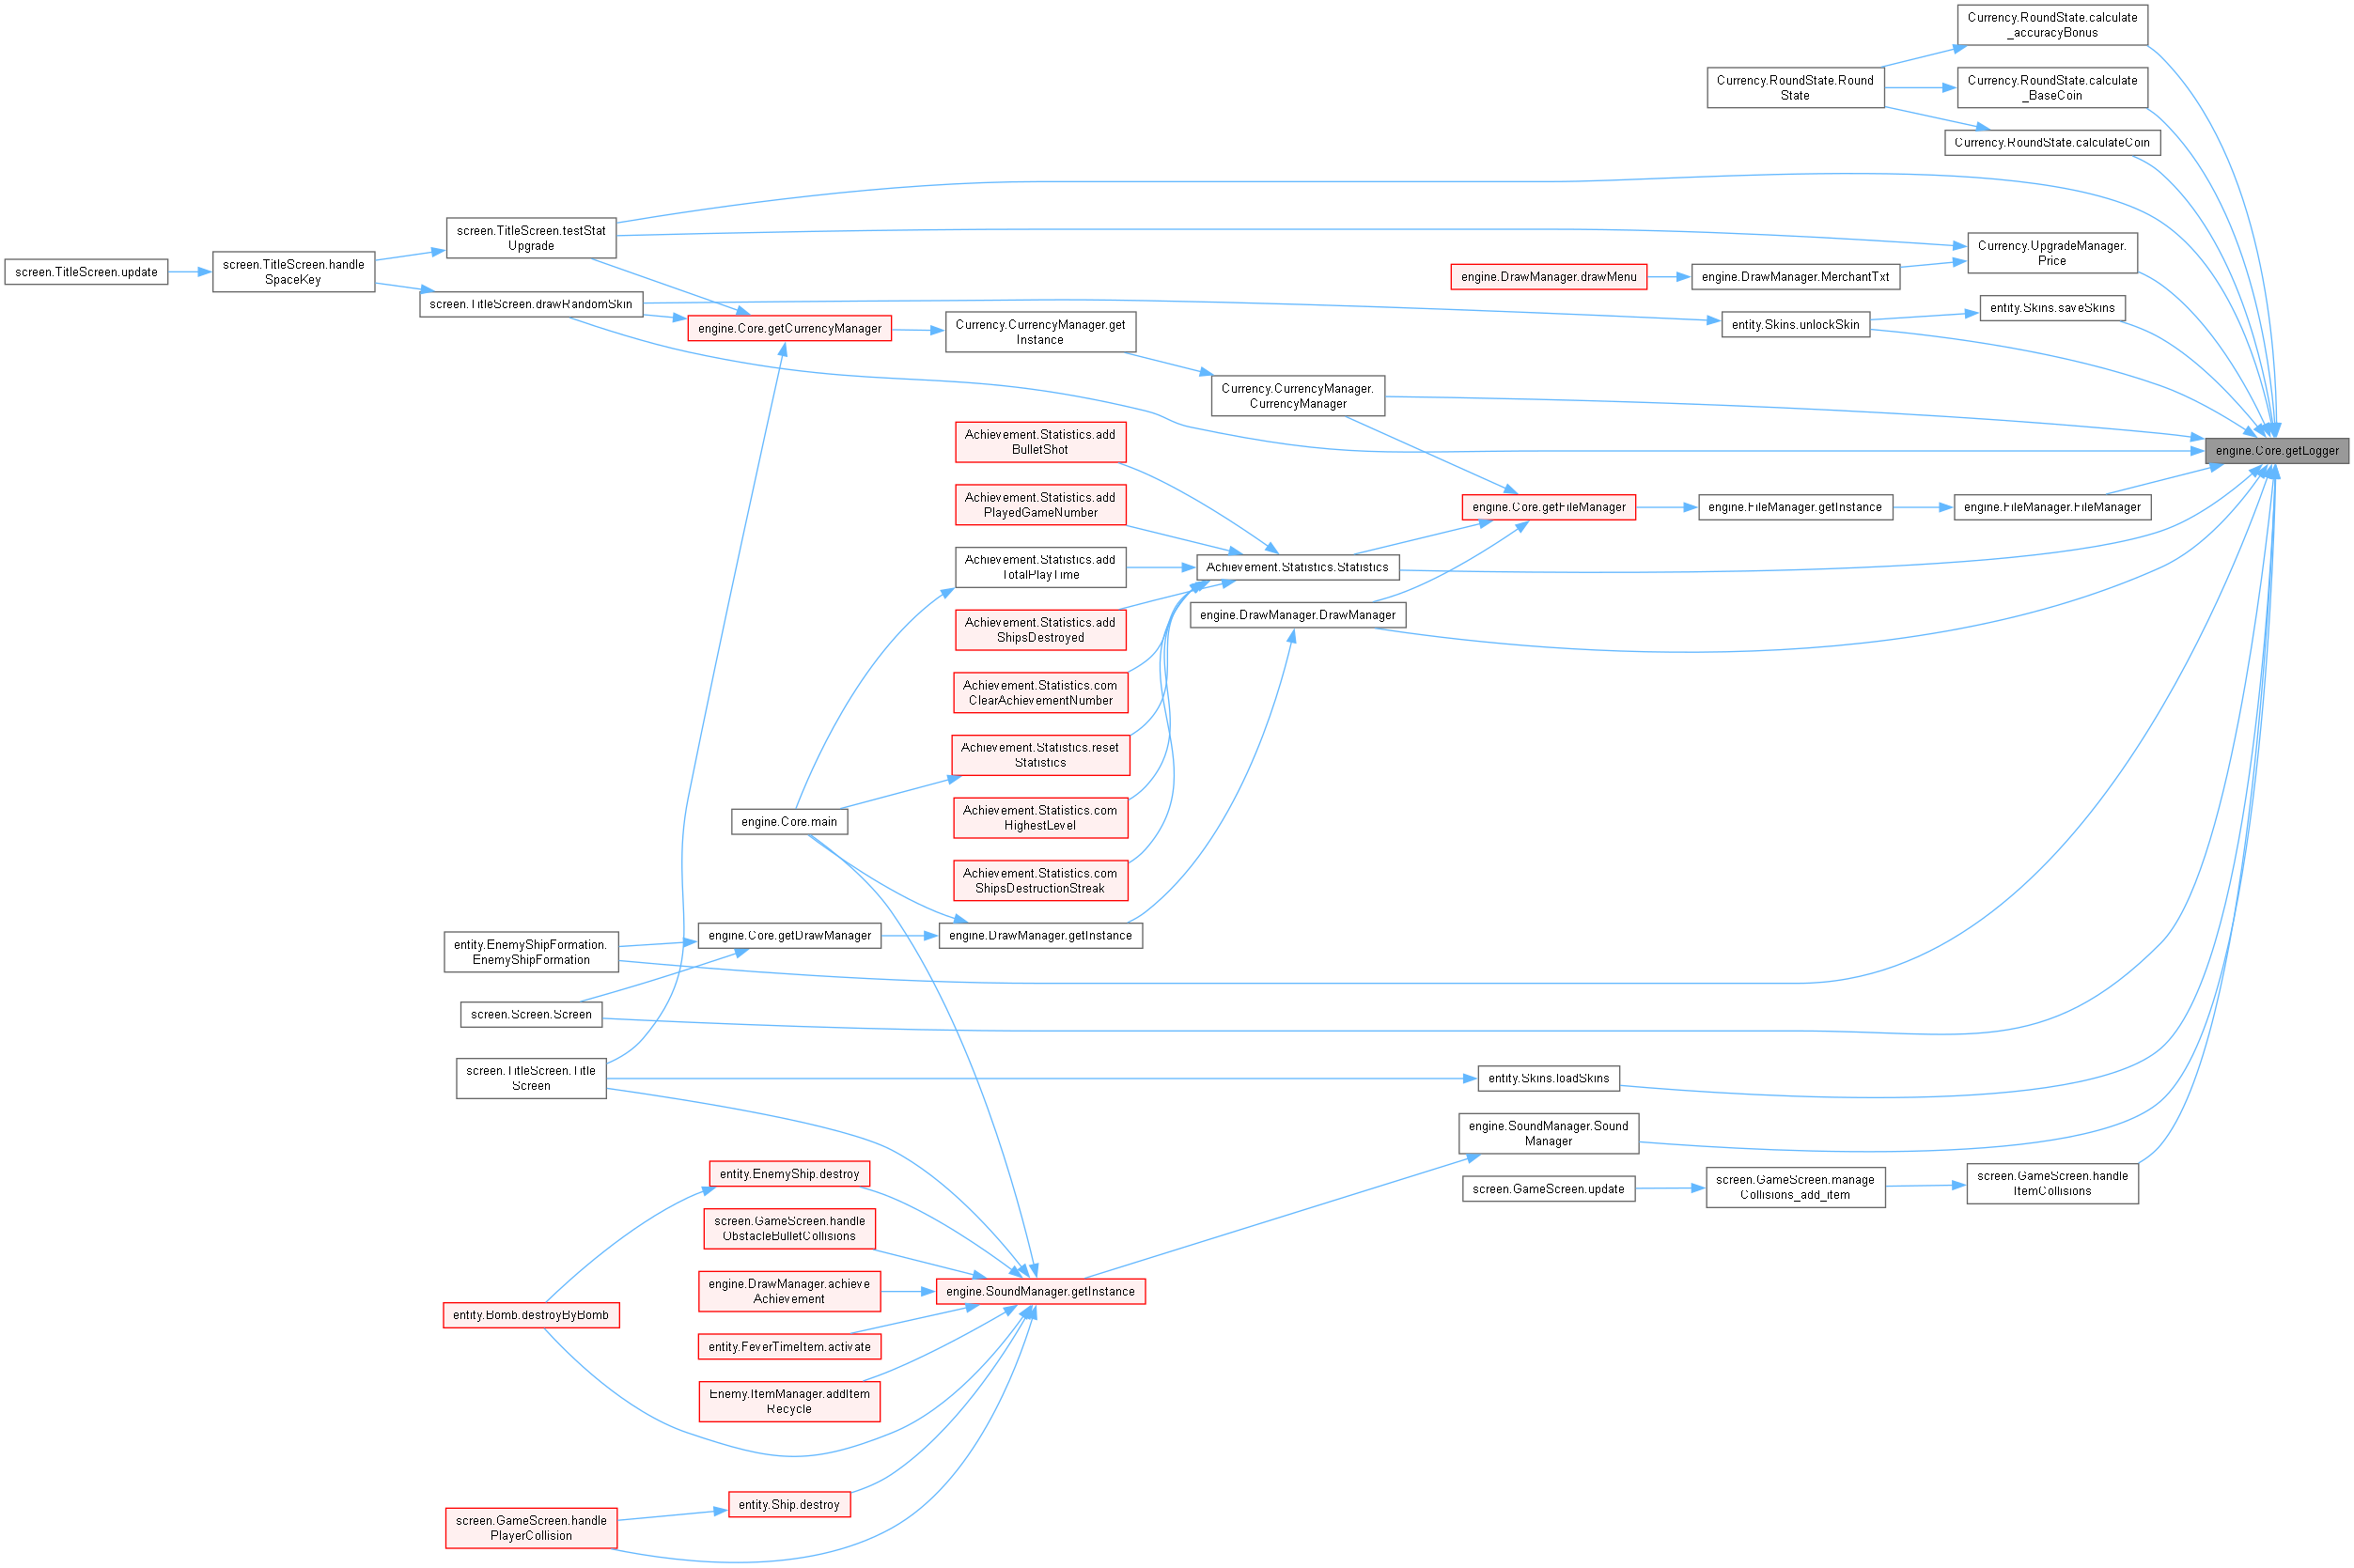 Currency.RoundState.calculate
_accuracyBonus
Currency.RoundState.Round
State
Currency.RoundState.calculate
_BaseCoin
Currency.RoundState.calculateCoin
screen.TitleScreen.update
screen.TitleScreen.handle
SpaceKey
screen.TitleScreen.testStat
Upgrade
screen.TitleScreen.drawRandomSkin
engine.Core.getCurrencyManager
Currency.CurrencyManager.get
Instance
Currency.CurrencyManager.
CurrencyManager
engine.DrawManager.drawMenu
engine.DrawManager.MerchantTxt
Currency.UpgradeManager.
Price
entity.Skins.unlockSkin
entity.Skins.saveSkins
engine.Core.getLogger
engine.Core.getFileManager
engine.FileManager.getInstance
engine.FileManager.FileManager
Achievement.Statistics.add
BulletShot
Achievement.Statistics.add
PlayedGameNumber
Achievement.Statistics.add
TotalPlayTime
Achievement.Statistics.Statistics
engine.DrawManager.DrawManager
Achievement.Statistics.add
ShipsDestroyed
Achievement.Statistics.com
ClearAchievementNumber
Achievement.Statistics.reset
Statistics
Achievement.Statistics.com
HighestLevel
Achievement.Statistics.com
ShipsDestructionStreak
engine.Core.main
entity.EnemyShipFormation.
EnemyShipFormation
engine.Core.getDrawManager
engine.DrawManager.getInstance
screen.Screen.Screen
screen.TitleScreen.Title
Screen
entity.Skins.loadSkins
engine.SoundManager.Sound
Manager
screen.GameScreen.update
screen.GameScreen.manage
Collisions_add_item
screen.GameScreen.handle
ItemCollisions
entity.EnemyShip.destroy
screen.GameScreen.handle
ObstacleBulletCollisions
engine.DrawManager.achieve
Achievement
engine.SoundManager.getInstance
entity.Bomb.destroyByBomb
entity.FeverTimeItem.activate
Enemy.ItemManager.addItem
Recycle
entity.Ship.destroy
screen.GameScreen.handle
PlayerCollision